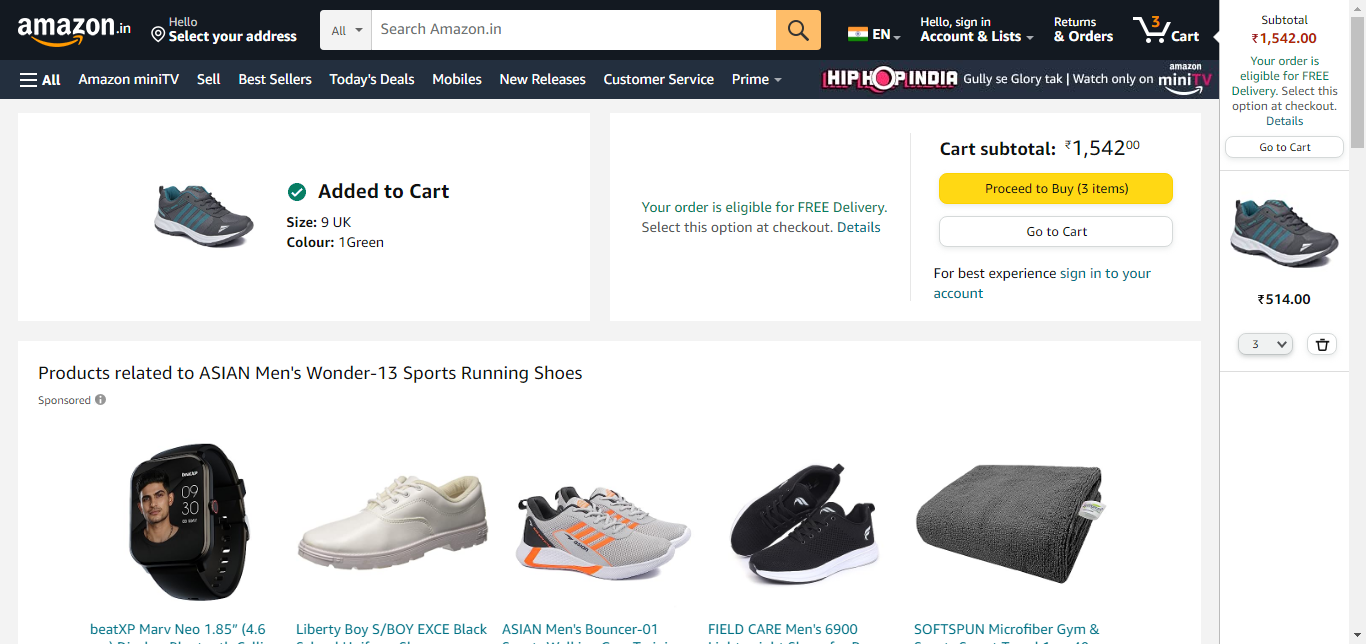 amazon.in
Hello
Select your address
All
Search Amazon.in
EN
Hello, sign in
Account & Lists
Returns
& Orders
3
Cart
All
Amazon miniTV
Sell
Best Sellers
Today's Deals
Mobiles
New Releases
Customer Service
Prime
HIP HOP INDIA
Gully se Glory tak | Watch only on
amazon
miniTV
Added to Cart
Size: 9 UK
Colour: 1Green
Your order is eligible for FREE Delivery.
Select this option at checkout. Details
Cart subtotal: ₹1,542.00
Proceed to Buy (3 items)
Go to Cart
For best experience sign in to your
account
Subtotal
₹1,542.00
Your order is
eligible for FREE
Delivery. Select this
option at checkout.
Details
Go to Cart
₹514.00
3
Products related to ASIAN Men's Wonder-13 Sports Running Shoes
Sponsored
09
30
beatXP Marv Neo 1.85” (4.6
Liberty Boy S/BOY EXCE Black
ASIAN Men's Bouncer-01
FIELD CARE Men's 6900
SOFTSPUN Microfiber Gym &